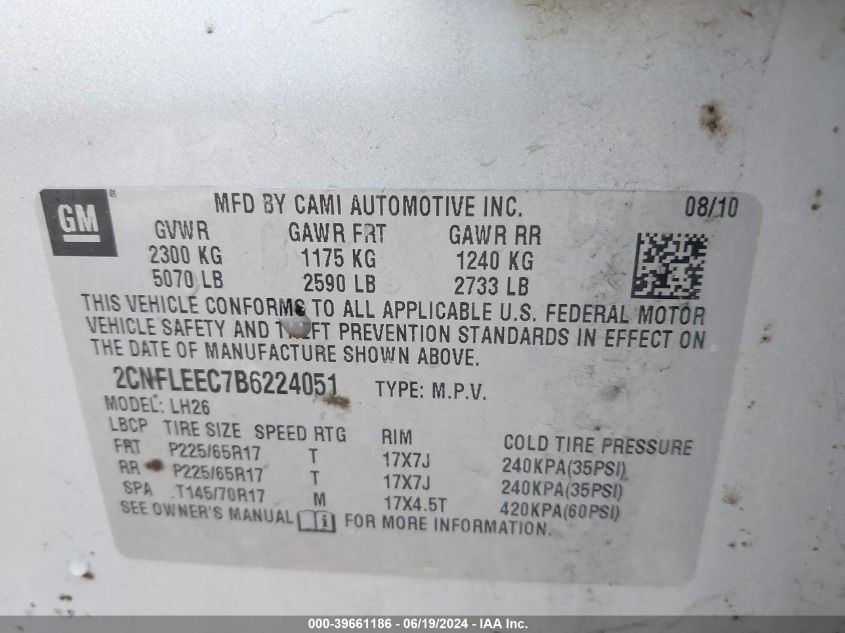 GM ®
MFD BY CAMI AUTOMOTIVE INC. 08/10
GVWR GAWR FRT GAWR RR
2300 KG 1175 KG 1240 KG
5070 LB 2590 LB 2733 LB
THIS VEHICLE CONFORMS TO ALL APPLICABLE U.S. FEDERAL MOTOR
VEHICLE SAFETY AND THEFT PREVENTION STANDARDS IN EFFECT ON
THE DATE OF MANUFACTURE SHOWN ABOVE.
2CNFLEEC7B6224051 TYPE: M.P.V.
MODEL: LH26
LBCP TIRE SIZE SPEED RTG RIM COLD TIRE PRESSURE
FRT P225/65R17 T 17X7J 240KPA(35PSI)
RR P225/65R17 T 17X7J 240KPA(35PSI)
SPA T145/70R17 M 17X4.5T 420KPA(60PSI)
SEE OWNER'S MANUAL i FOR MORE INFORMATION.
000-39661186 - 06/19/2024 - IAA Inc.